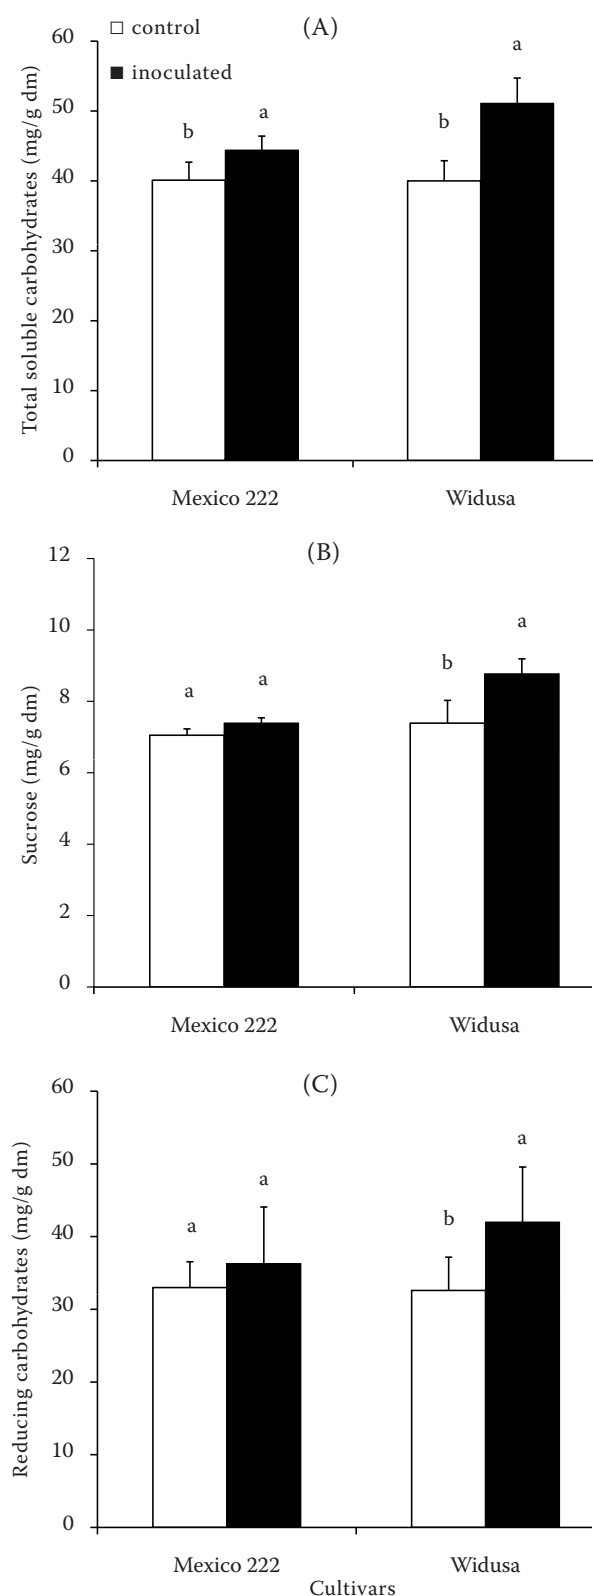 (A)
control
inoculated
60
50
40
30
20
10
0
Total soluble carbohydrates (mg/g dm)
b
a
b
a
Mexico 222
Widusa
(B)
12
10
8
6
4
2
0
Sucrose (mg/g dm)
a
a
b
a
Mexico 222
Widusa
(C)
60
50
40
30
20
10
0
Reducing carbohydrates (mg/g dm)
a
a
b
a
Mexico 222
Widusa
Cultivars